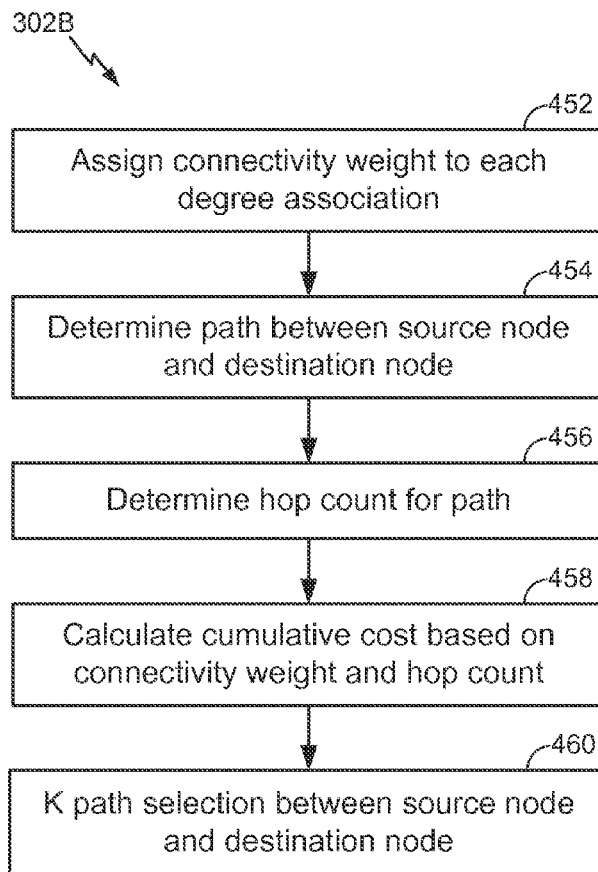 302B
452
Assign connectivity weight to each
degree association
454
Determine path between source node
and destination node
456
Determine hop count for path
458
Calculate cumulative cost based on
connectivity weight and hop count
460
K path selection between source node
and destination node